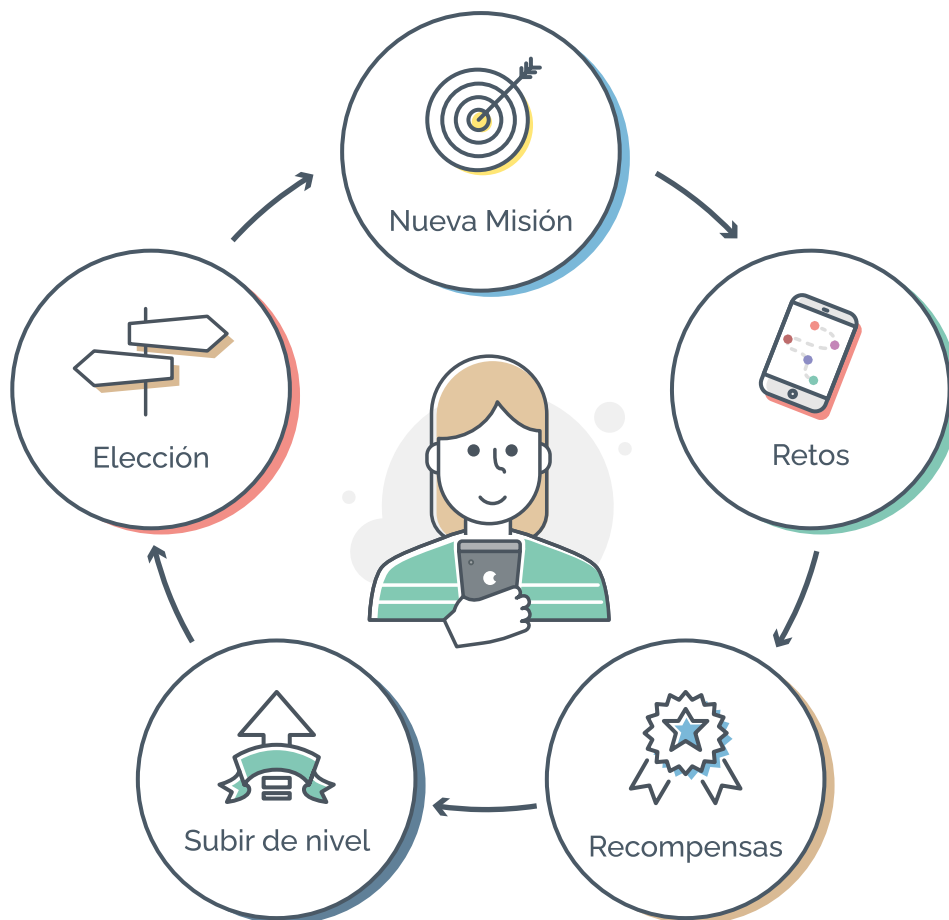 Nueva Misión
Retos
Recompensas
Subir de nivel
Elección